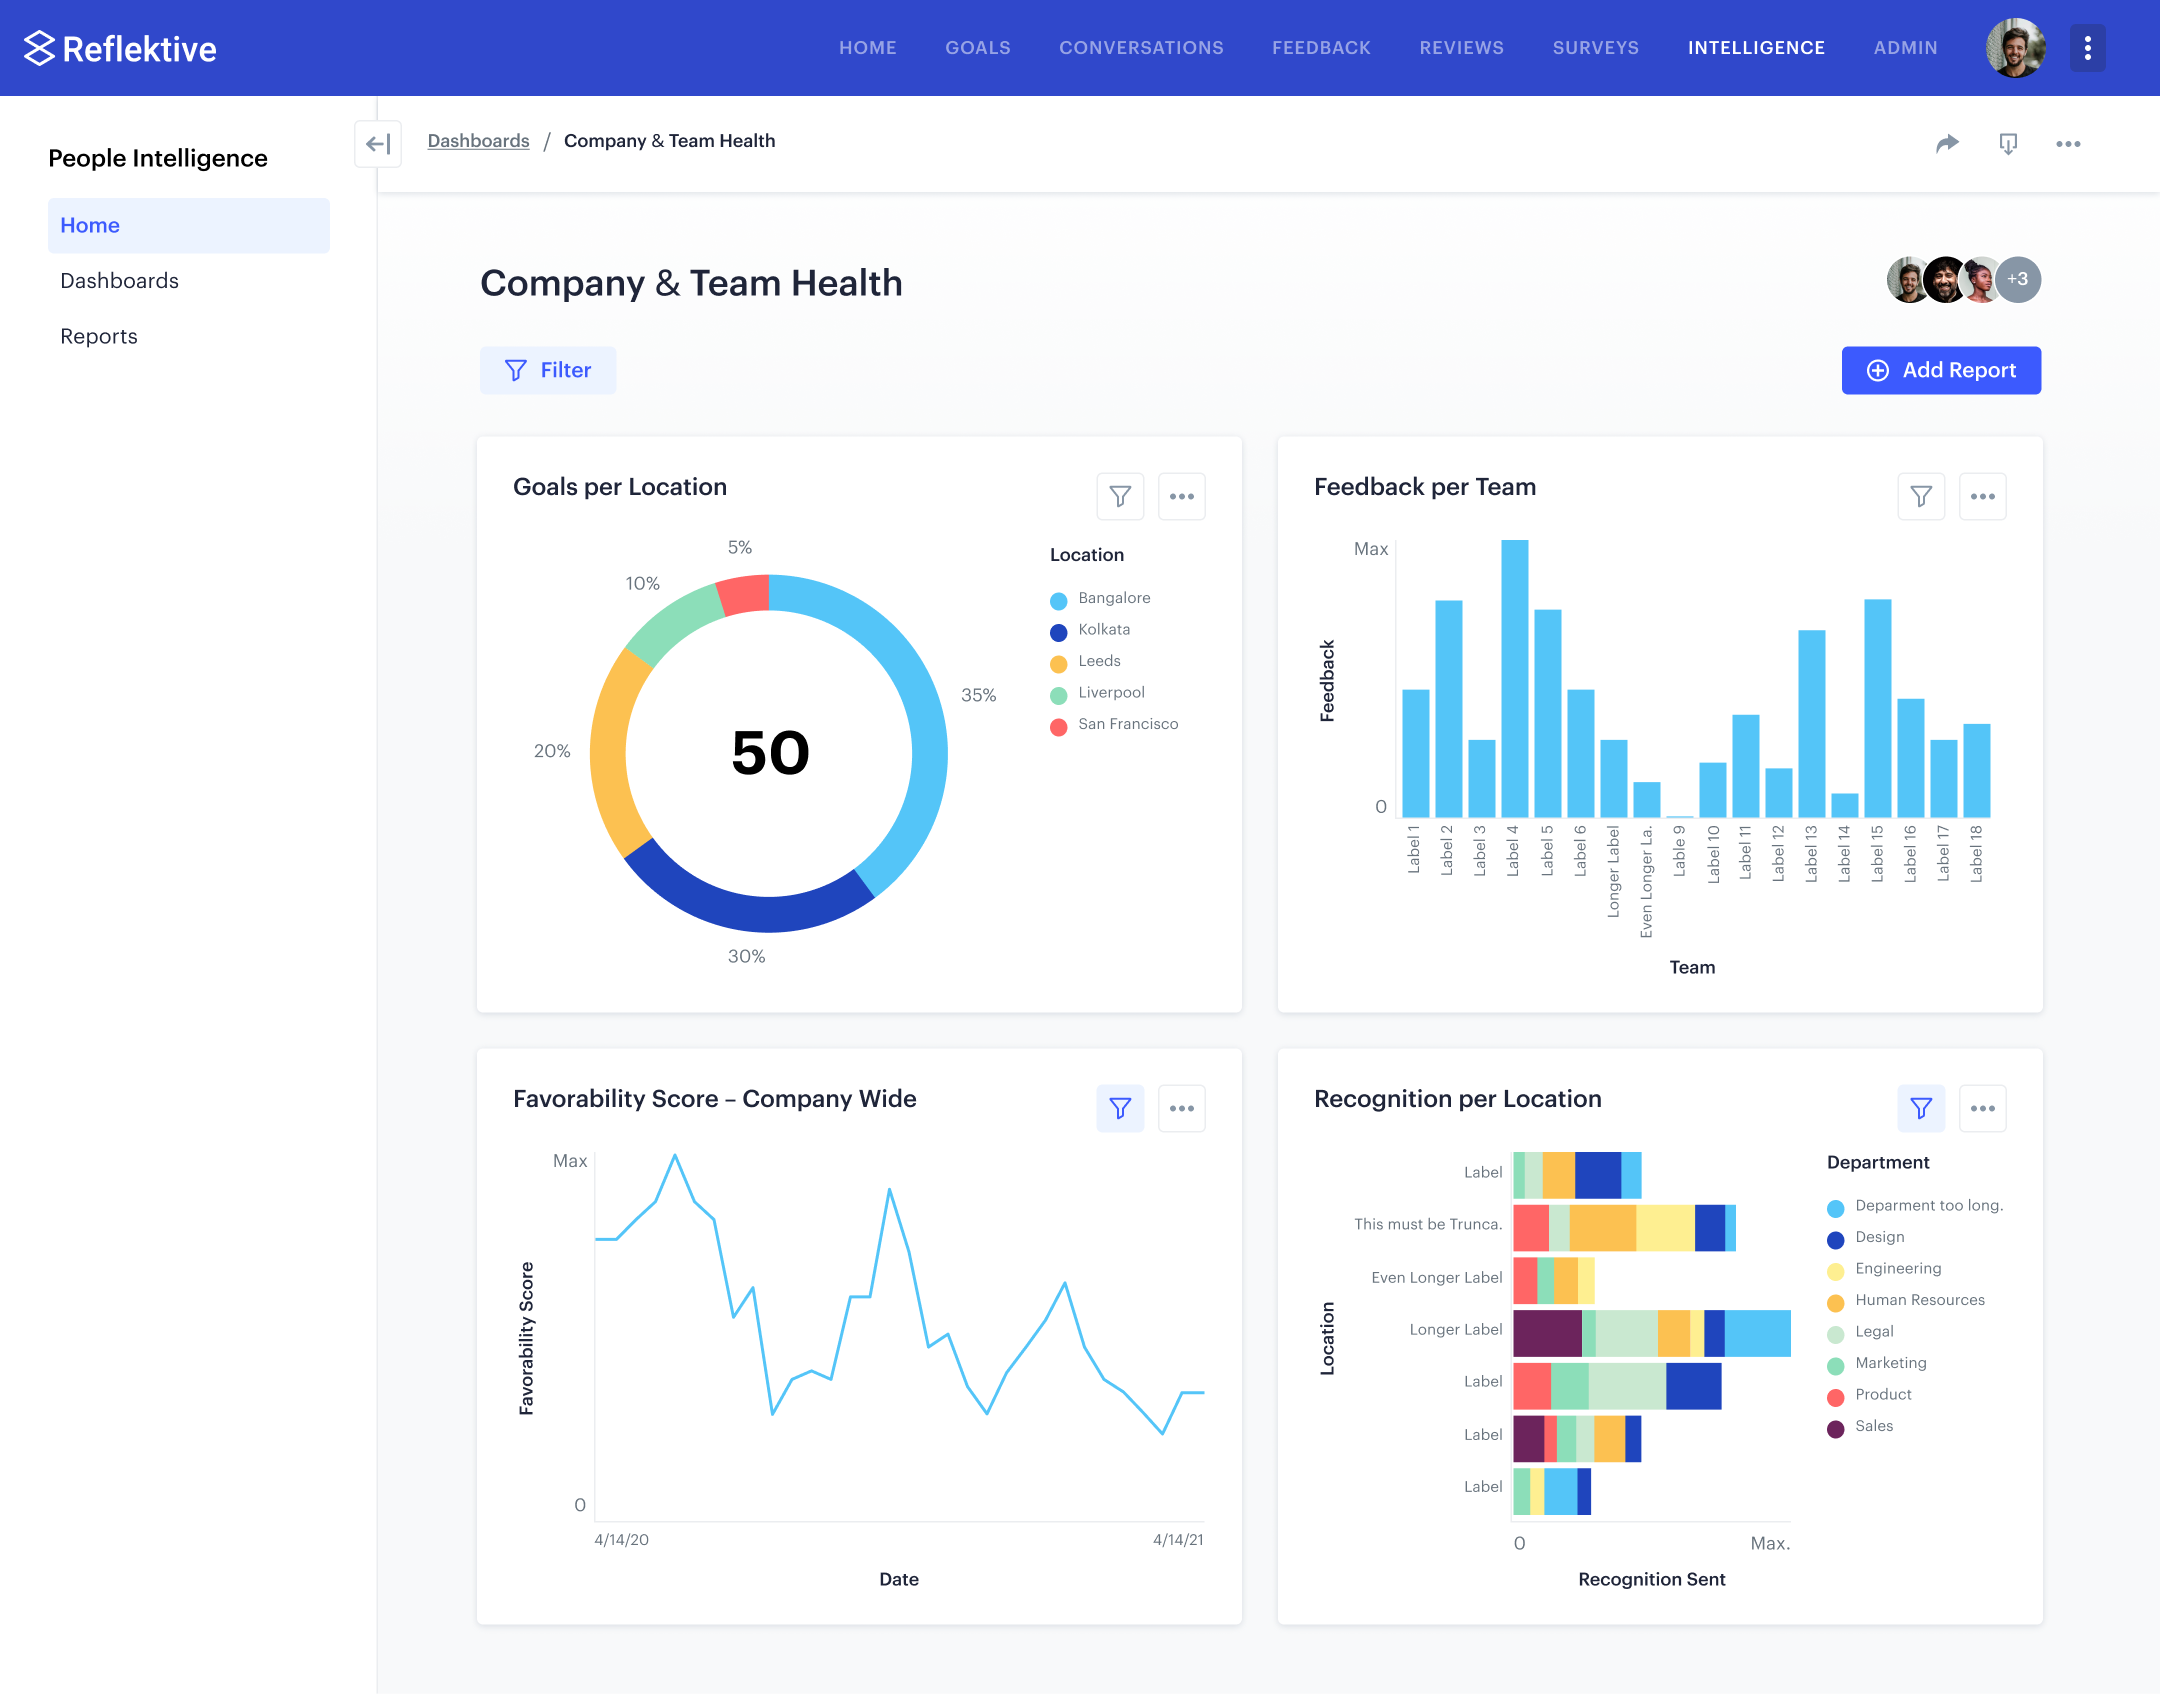 Reflektive
HOME GOALS CONVERSATIONS FEEDBACK REVIEWS SURVEYS INTELLIGENCE ADMIN
People Intelligence
Home
Dashboards
Reports
Dashboards / Company & Team Health
Company & Team Health
+3
Filter
Add Report
Goals per Location
5%
10%
35%
20%
30%
50
Location
Bangalore
Kolkata
Leeds
Liverpool
San Francisco
Feedback per Team
Max
0
Feedback
Label 1
Label 2
Label 3
Label 4
Label 5
Label 6
Longer Label
Even Longer La.
Lable 9
Label 10
Label 11
Label 12
Label 13
Label 14
Label 15
Label 16
Label 17
Label 18
Team
Favorability Score – Company Wide
Max
0
Favorability Score
4/14/20
4/14/21
Date
Recognition per Location
Location
Label
This must be Trunca.
Even Longer Label
Longer Label
Label
Label
Label
0
Max.
Recognition Sent
Department
Deparment too long.
Design
Engineering
Human Resources
Legal
Marketing
Product
Sales